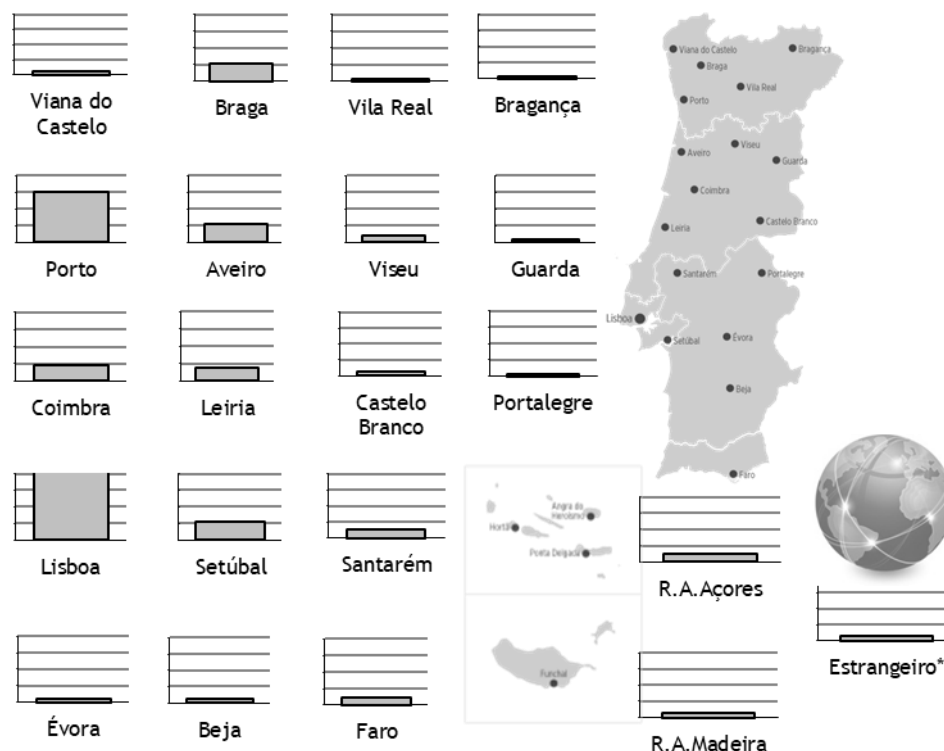 Viana do
Castelo
Braga
Vila Real
Bragança
Viana do Castelo
Bragança
Braga
Vila Real
Porto
Porto
Aveiro
Viseu
Guarda
Viseu
Aveiro
Guarda
Coimbra
Castelo Branco
Leiria
Coimbra
Leiria
Castelo
Branco
Portalegre
Santarém
Portalegre
Lisboa
Setúbal
Évora
Beja
Faro
Lisboa
Setúbal
Santarém
Angra do
Heroísmo
Horta
Ponta Delgada
R.A.Açores
Estrangeiro*
Évora
Beja
Faro
Funchal
R.A.Madeira